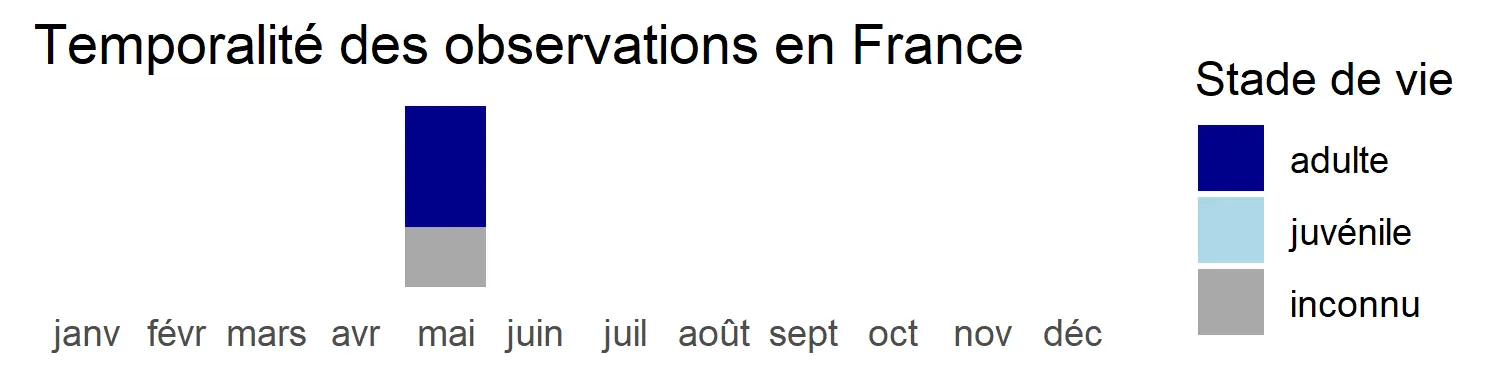 Temporalité des observations en France
janv févr mars avr mai juin juil août sept oct nov déc
Stade de vie
adulte
juvénile
inconnu